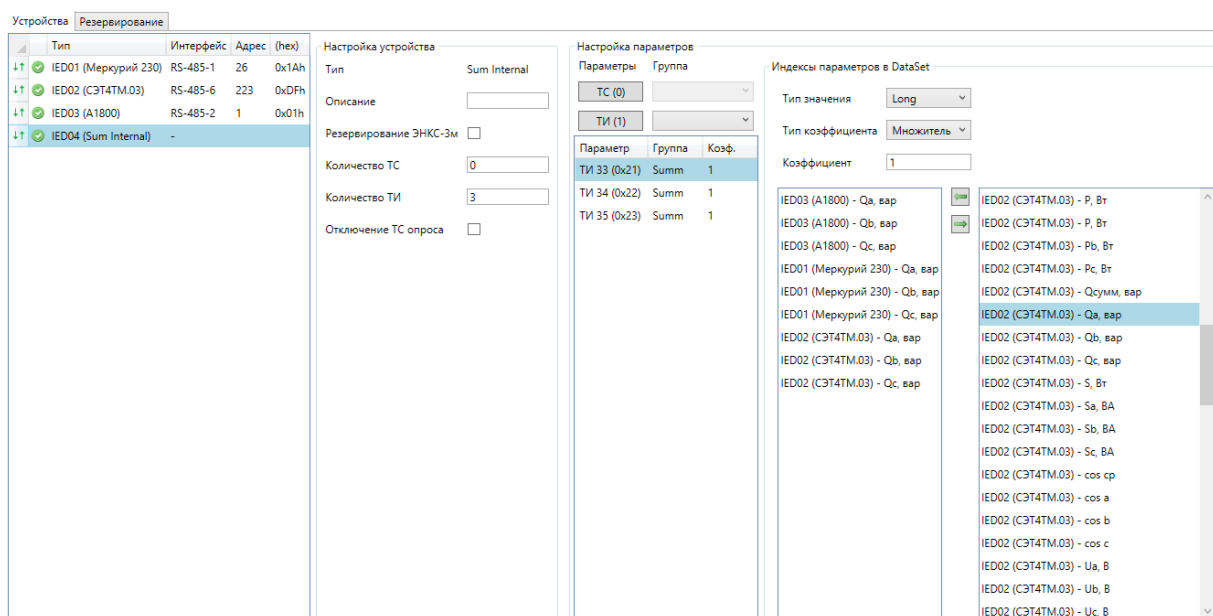 Устройства Резервирование
Тип Интерфейс Адрес (hex)
IED01 (Меркурий 230) RS-485-1 26 0x1Ah
IED02 (СЭТ4ТМ.03) RS-485-6 223 0xDFh
IED03 (A1800) RS-485-2 1 0x01h
IED04 (Sum Internal) -
Настройка устройства
Тип Sum Internal
Описание
Резервирование ЭНКС-3м
Количество ТС 0
Количество ТИ 3
Отключение ТС опроса
Настройка параметров
Параметры Группа
ТС (0)
ТИ (1)
Параметр Группа Коэф.
ТИ 33 (0x21) Summ 1
ТИ 34 (0x22) Summ 1
ТИ 35 (0x23) Summ 1
Индексы параметров в DataSet
Тип значения Long
Тип коэффициента Множитель
Коэффициент 1
IED03 (A1800) - Qa, вар
IED03 (A1800) - Qb, вар
IED03 (A1800) - Qc, вар
IED01 (Меркурий 230) - Qa, вар
IED01 (Меркурий 230) - Qb, вар
IED01 (Меркурий 230) - Qc, вар
IED02 (СЭТ4ТМ.03) - Qa, вар
IED02 (СЭТ4ТМ.03) - Qb, вар
IED02 (СЭТ4ТМ.03) - Qc, вар
IED02 (СЭТ4ТМ.03) - P, Вт
IED02 (СЭТ4ТМ.03) - P, Вт
IED02 (СЭТ4ТМ.03) - Pb, Вт
IED02 (СЭТ4ТМ.03) - Pc, Вт
IED02 (СЭТ4ТМ.03) - Qсумм, вар
IED02 (СЭТ4ТМ.03) - Qa, вар
IED02 (СЭТ4ТМ.03) - Qb, вар
IED02 (СЭТ4ТМ.03) - Qc, вар
IED02 (СЭТ4ТМ.03) - S, Вт
IED02 (СЭТ4ТМ.03) - Sa, ВА
IED02 (СЭТ4ТМ.03) - Sb, ВА
IED02 (СЭТ4ТМ.03) - Sc, ВА
IED02 (СЭТ4ТМ.03) - cos ср
IED02 (СЭТ4ТМ.03) - cos a
IED02 (СЭТ4ТМ.03) - cos b
IED02 (СЭТ4ТМ.03) - cos c
IED02 (СЭТ4ТМ.03) - Ua, В
IED02 (СЭТ4ТМ.03) - Ub, В
IED02 (СЭТ4ТМ.03) - Uc, В